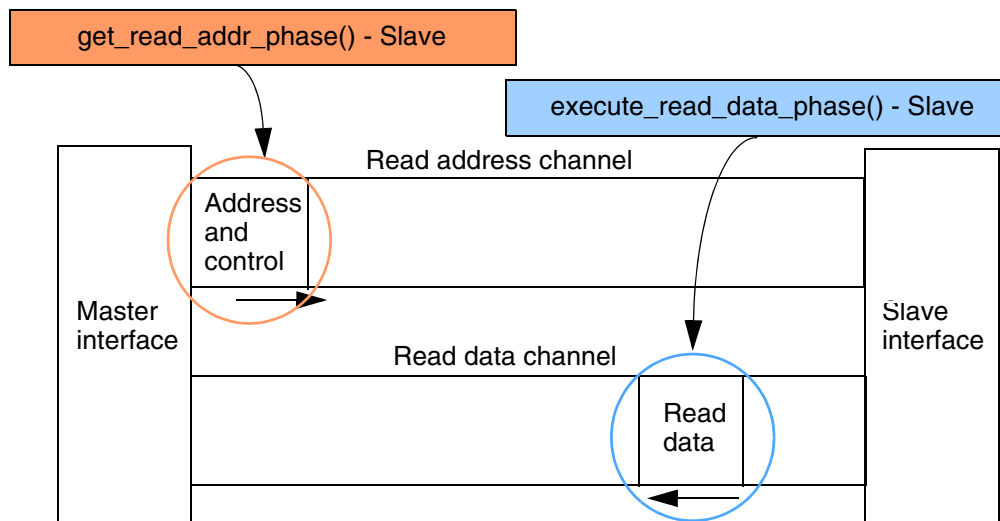 get_read_addr_phase() - Slave
execute_read_data_phase() - Slave
Read address channel
Address
and
control
Master
interface
Slave
interface
Read data channel
Read
data